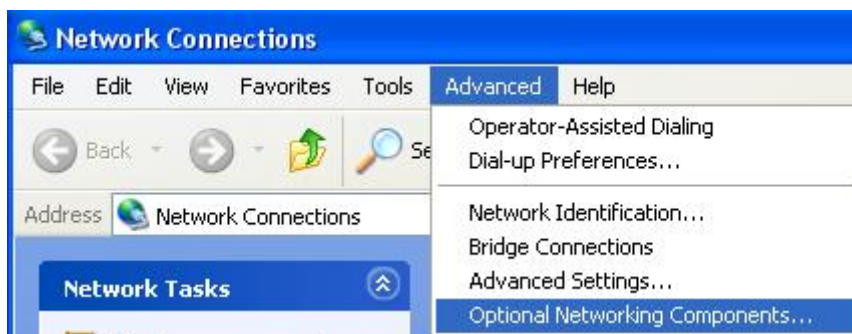 Network Connections
File Edit View Favorites Tools Advanced Help
Operator-Assisted Dialing
Back Se
Dial-up Preferences...
Address Network Connections
Network Identification...
Bridge Connections
Network Tasks
Advanced Settings...
Optional Networking Components...